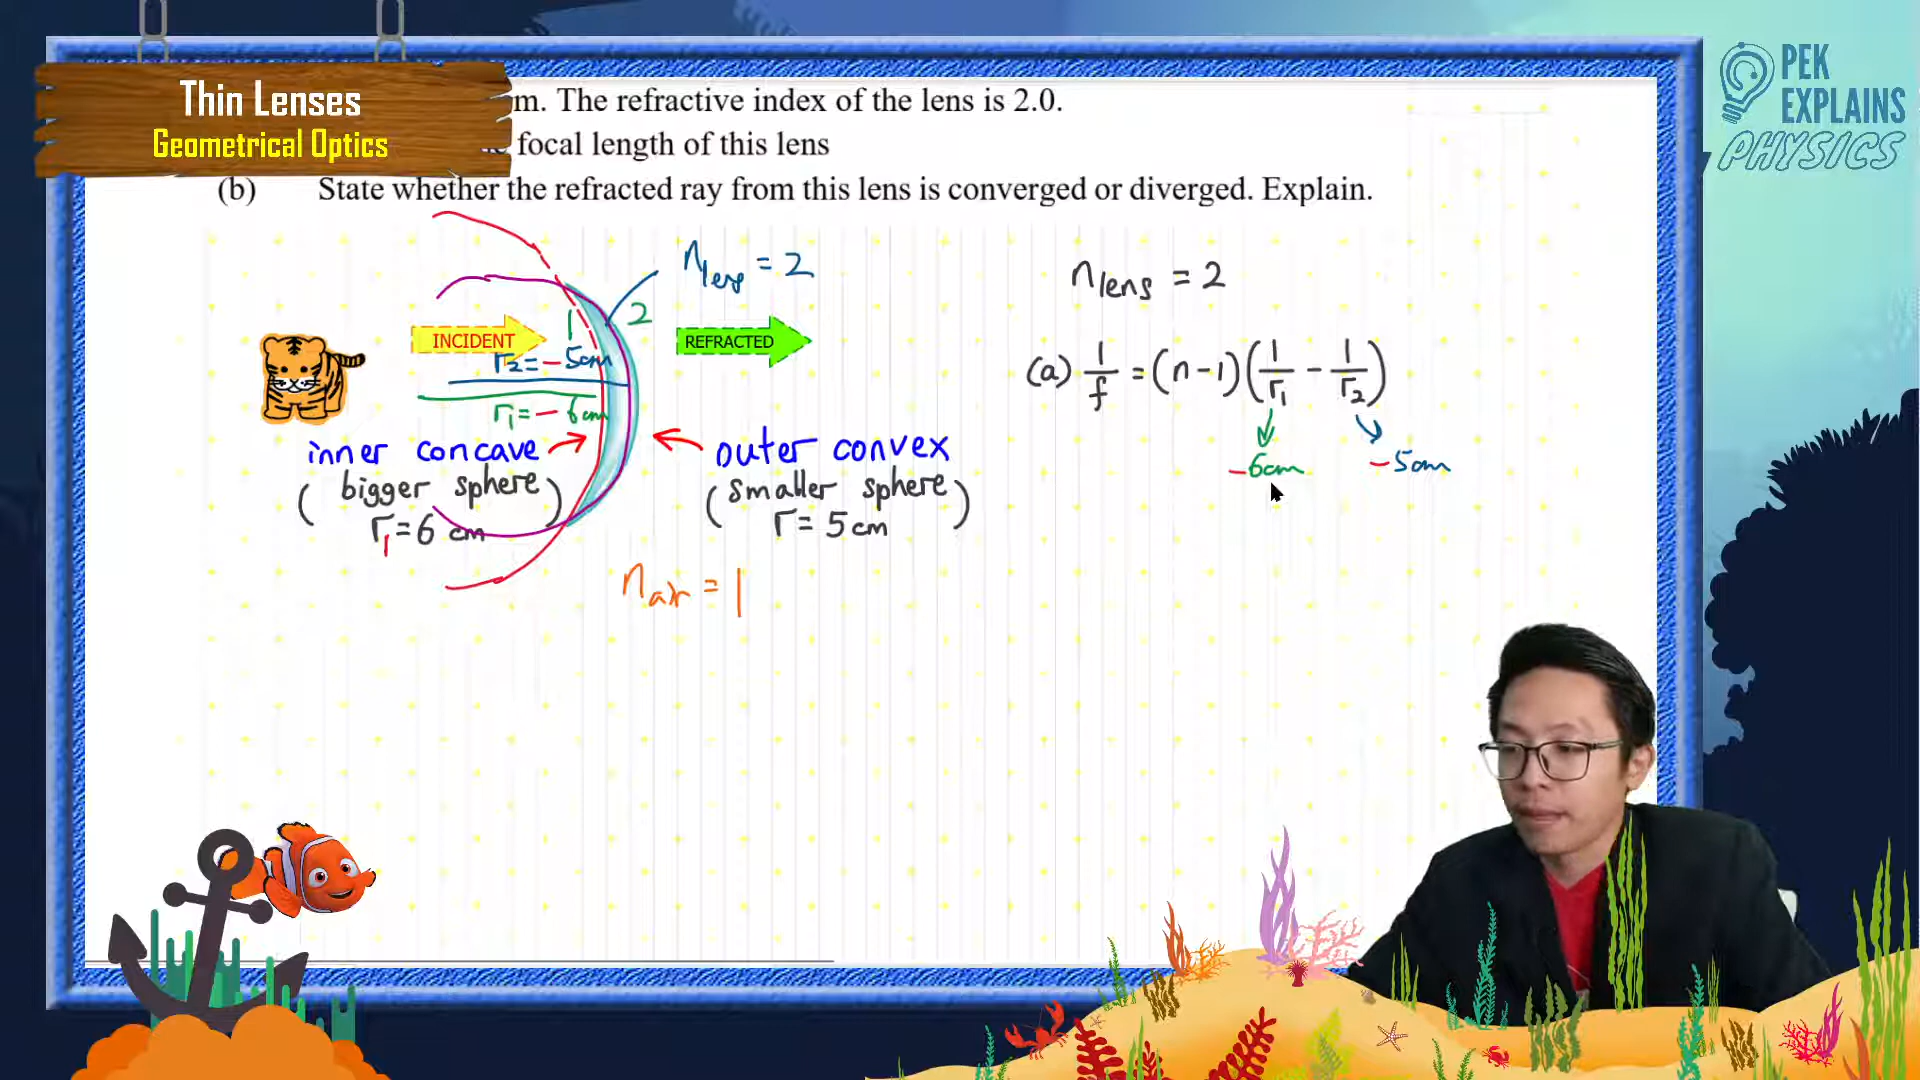 Thin Lenses
Geometrical Optics
PEK
EXPLAINS
PHYSICS
m. The refractive index of the lens is 2.0.
focal length of this lens
(b) State whether the refracted ray from this lens is converged or diverged. Explain.
n lens = 2
2
1
INCIDENT
REFRACTED
r2 = - 5cm
r1 = - 6cm
inner concave
(bigger sphere)
r1 = 6 cm
outer convex
(smaller sphere)
r = 5 cm
n air = 1
n lens = 2
(a) 1/f = (n-1)(1/r1 - 1/r2)
-6cm
-5cm